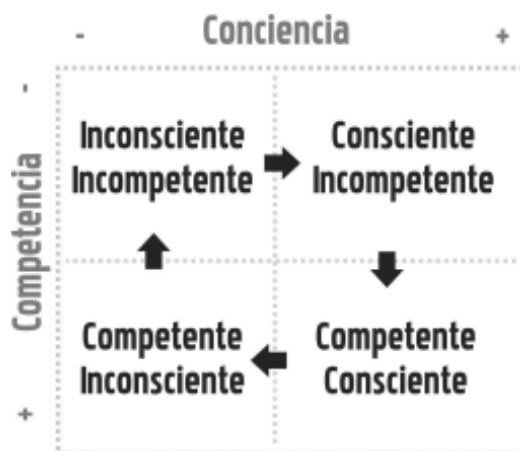 - Conciencia +
- Competencia +
Inconsciente
Incompetente
Consciente
Incompetente
Competente
Inconsciente
Competente
Consciente